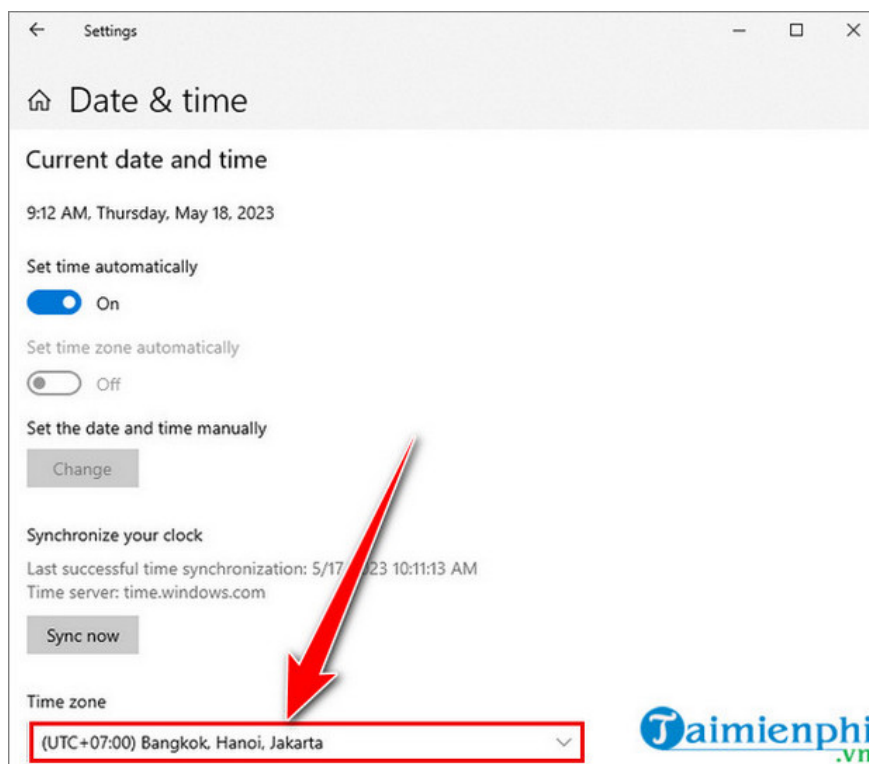 Settings
Date & time
Current date and time
9:12 AM, Thursday, May 18, 2023
Set time automatically
On
Set time zone automatically
Off
Set the date and time manually
Change
Synchronize your clock
Last successful time synchronization: 5/17 023 10:11:13 AM
Time server: time.windows.com
Sync now
Time zone
(UTC+07:00) Bangkok, Hanoi, Jakarta
Taimienphi
.vn